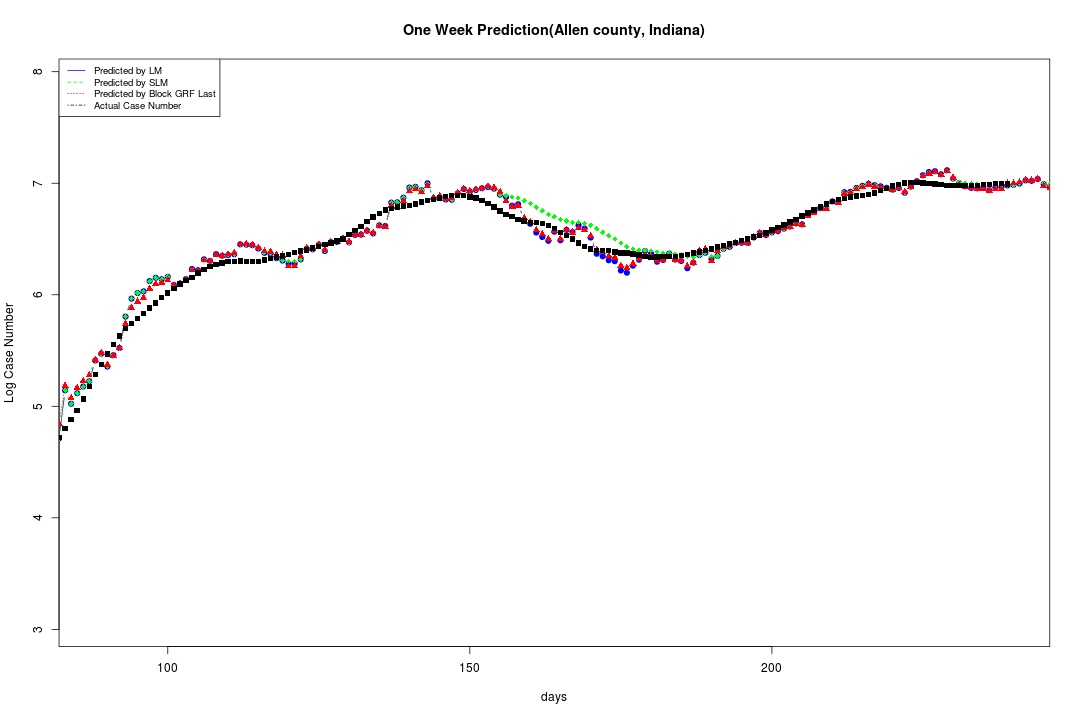 One Week Prediction(Allen county, Indiana)
Predicted by LM
Predicted by SLM
Predicted by Block GRF Last
Actual Case Number
Log Case Number
8
7
6
5
4
3
100 150 200
days